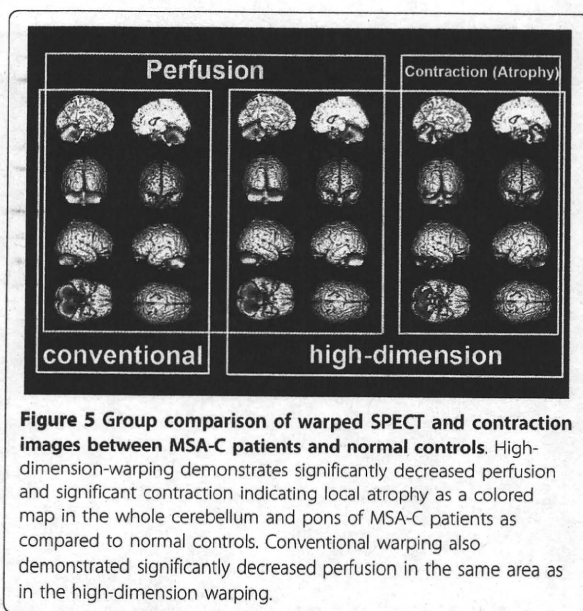 Perfusion
Contraction (Atrophy)
conventional
high-dimension
Figure 5 Group comparison of warped SPECT and contraction
images between MSA-C patients and normal controls. High-
dimension-warping demonstrates significantly decreased perfusion
and significant contraction indicating local atrophy as a colored
map in the whole cerebellum and pons of MSA-C patients as
compared to normal controls. Conventional warping also
demonstrated significantly decreased perfusion in the same area as
in the high-dimension warping.